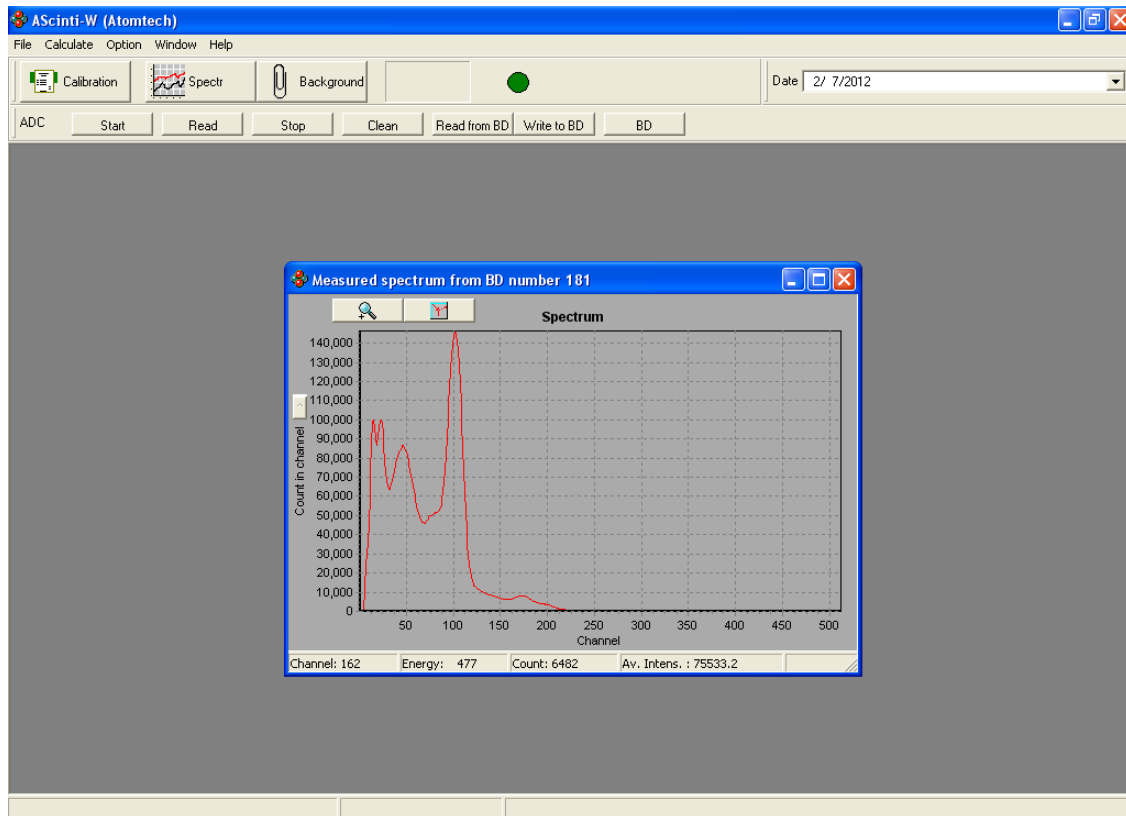 AScinti-W (Atomtech)
File Calculate Option Window Help
Calibration Spectr Background Date 2/ 7/2012
ADC Start Read Stop Clean Read from BD Write to BD BD
Measured spectrum from BD number 181
Spectrum
140,000
130,000
120,000
110,000
100,000
90,000
80,000
70,000
60,000
50,000
40,000
30,000
20,000
10,000
0
Count in channel
50 100 150 200 250 300 350 400 450 500
Channel
Channel: 162 Energy: 477 Count: 6482 Av. Intens. : 75533.2